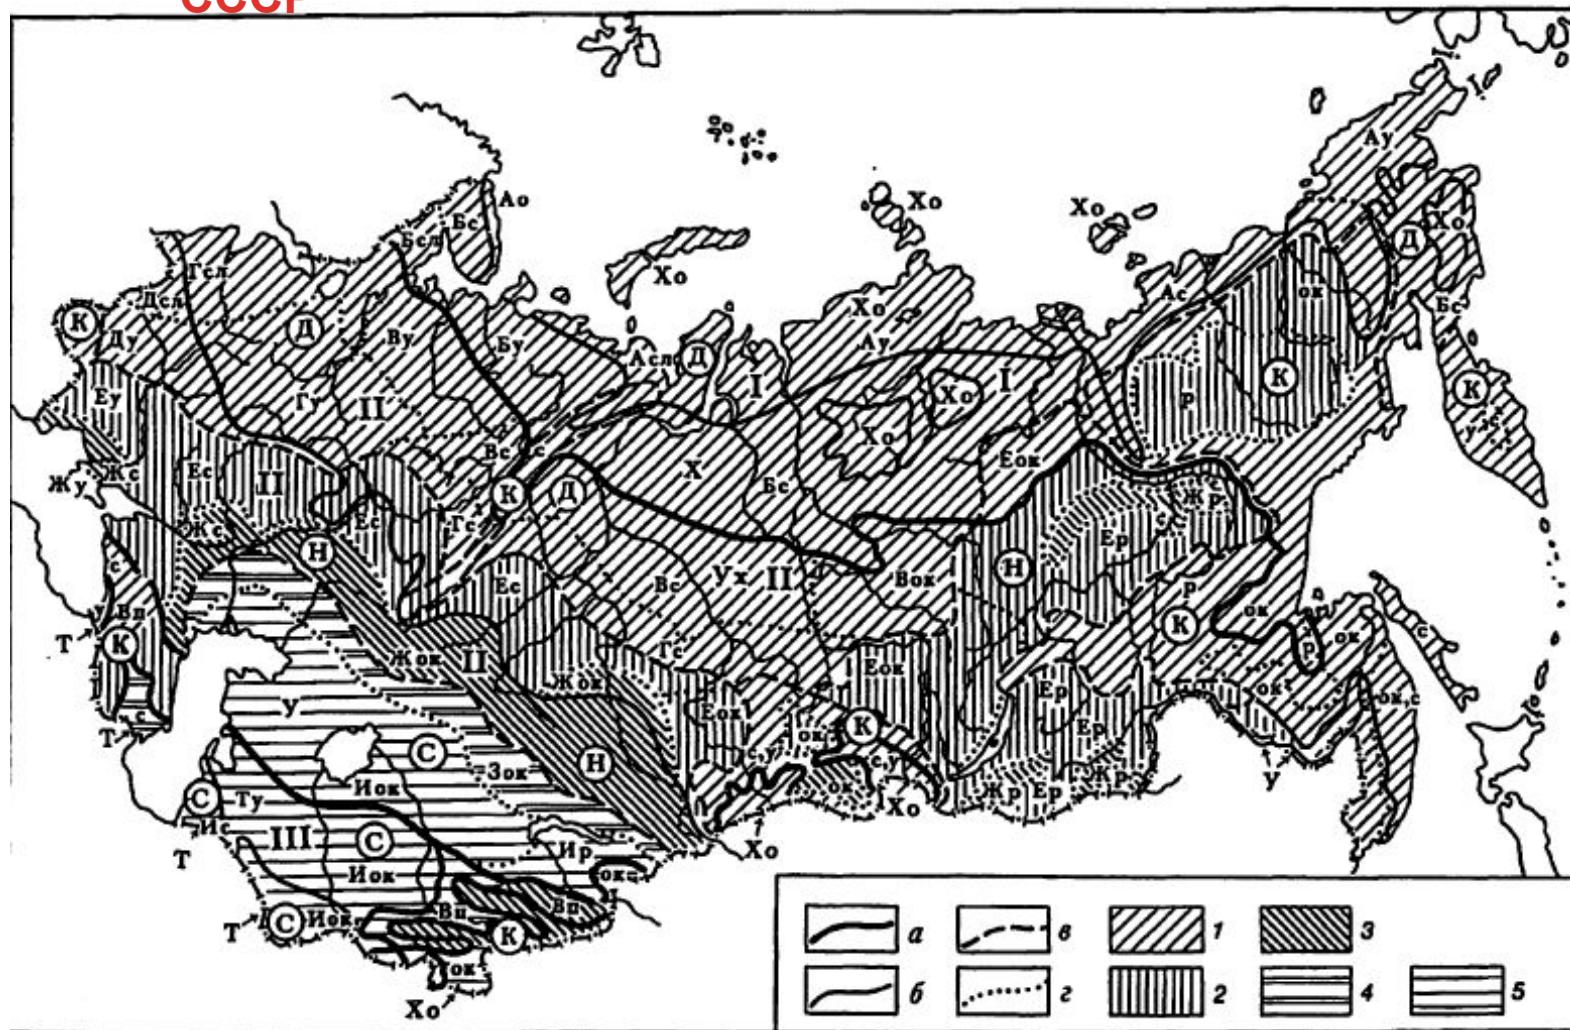 СССР
Ау
Ао
Бс
Хо
Хо
Бсл
Хо
Д
Гсл
Хо
Хо
Ас
ок
Дсл
Бс
К
Д
Ву
Ду
Бу
Асл
Д
Ау
I
I
К
К
Еу
Гу
II
Хо
Хо
р
у
с
Вс
с
Х
Еок
Жс
Ес
II
Бс
Жу
К
Д
Жр
Жс
Ес
Гс
Ер
Н
с
Ес
Вс
Ух
II
Вок
Н
р
Вп
у
ок
К
ок
с
Т
К
Гс
р
Жок
II
Жок
Еок
Ер
ок
ок,с
с
Т
у
Еок
К
ок
Ер
С
с,у
с,у
Зок
Н
Иок
ок
Жр
Ер
Жр
У
С
Ту
Ис
Хо
Т
III
С
Хо
Ир
Иок
ок
Вп
Вп
Т
С
Иок
К
ок
Хо
а
в
1
3
б
г
2
4
5